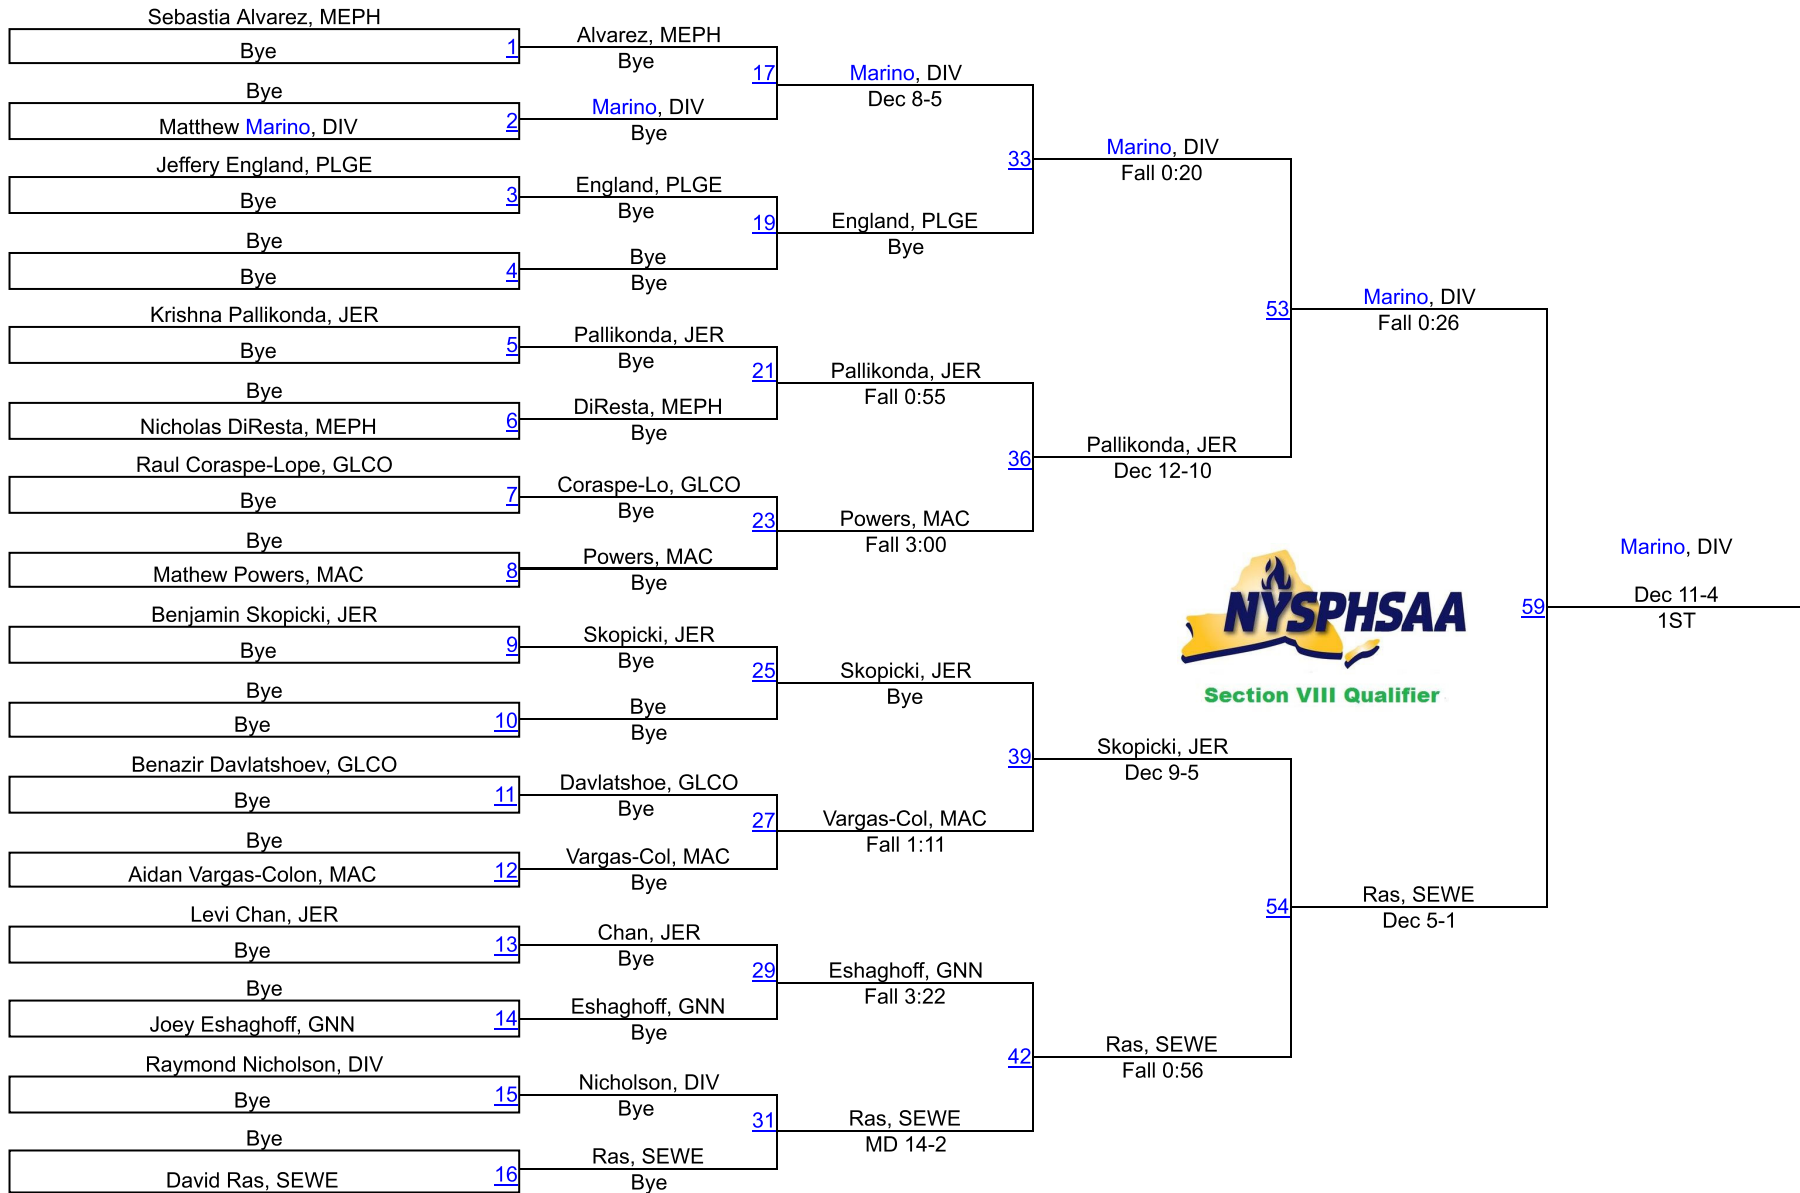 Sebastia Alvarez, MEPH
Bye
1
Bye
Matthew Marino, DIV
2
Jeffery England, PLGE
Bye
3
Bye
Bye
4
Krishna Pallikonda, JER
Bye
5
Bye
Nicholas DiResta, MEPH
6
Raul Coraspe-Lope, GLCO
Bye
7
Bye
Mathew Powers, MAC
8
Benjamin Skopicki, JER
Bye
9
Bye
Bye
10
Benazir Davlatshoev, GLCO
Bye
11
Bye
Aidan Vargas-Colon, MAC
12
Levi Chan, JER
Bye
13
Bye
Joey Eshaghoff, GNN
14
Raymond Nicholson, DIV
Bye
15
Bye
David Ras, SEWE
16
Alvarez, MEPH
Bye
17
Marino, DIV
Bye
England, PLGE
Bye
19
Bye
Bye
Pallikonda, JER
Bye
21
DiResta, MEPH
Bye
Coraspe-Lo, GLCO
Bye
23
Powers, MAC
Bye
Skopicki, JER
Bye
25
Bye
Bye
Davlatshoe, GLCO
Bye
27
Vargas-Col, MAC
Bye
Chan, JER
Bye
29
Eshaghoff, GNN
Bye
Nicholson, DIV
Bye
31
Ras, SEWE
Bye
Marino, DIV
Dec 8-5
33
England, PLGE
Bye
Pallikonda, JER
Fall 0:55
36
Powers, MAC
Fall 3:00
Skopicki, JER
Bye
39
Vargas-Col, MAC
Fall 1:11
Eshaghoff, GNN
Fall 3:22
42
Ras, SEWE
MD 14-2
Marino, DIV
Fall 0:20
53
Pallikonda, JER
Dec 12-10
NYSPHSAA
Section VIII Qualifier
Skopicki, JER
Dec 9-5
54
Ras, SEWE
Fall 0:56
Marino, DIV
Fall 0:26
59
Ras, SEWE
Dec 5-1
Marino, DIV
Dec 11-4
1ST